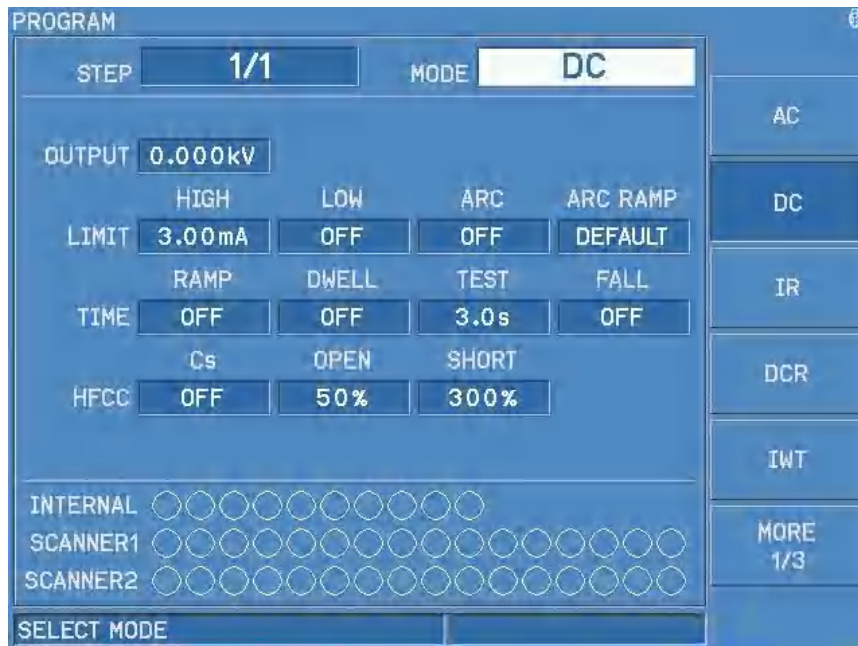 PROGRAM
STEP 1/1 MODE DC
OUTPUT 0.000kV
HIGH LOW ARC ARC RAMP
LIMIT 3.00mA OFF OFF DEFAULT
RAMP DWELL TEST FALL
TIME OFF OFF 3.0s OFF
Cs OPEN SHORT
HFCC OFF 50% 300%
INTERNAL
SCANNER1
SCANNER2
SELECT MODE
AC
DC
IR
DCR
IWT
MORE
1/3